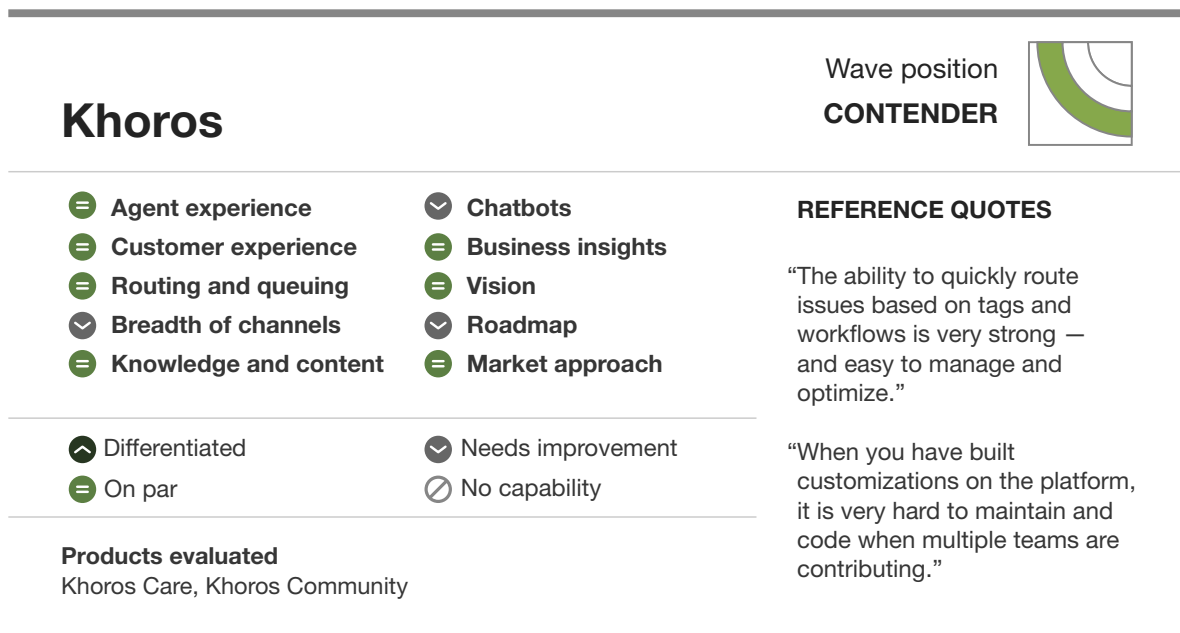 Khoros
Wave position
CONTENDER
Agent experience
Customer experience
Routing and queuing
Breadth of channels
Knowledge and content
Chatbots
Business insights
Vision
Roadmap
Market approach
Differentiated
On par
Needs improvement
No capability
Products evaluated
Khoros Care, Khoros Community
REFERENCE QUOTES
“The ability to quickly route
issues based on tags and
workflows is very strong —
and easy to manage and
optimize.”
“When you have built
customizations on the platform,
it is very hard to maintain and
code when multiple teams are
contributing.”